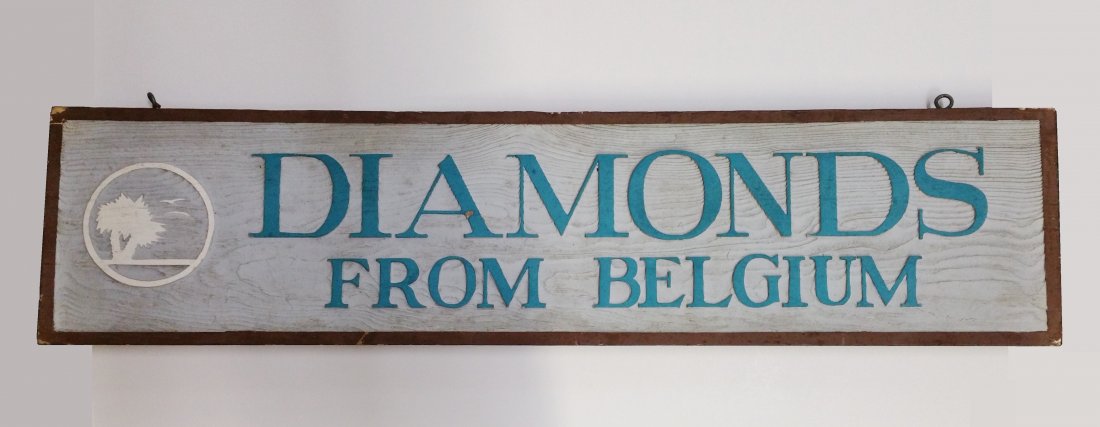 DIAMONDS
FROM BELGIUM